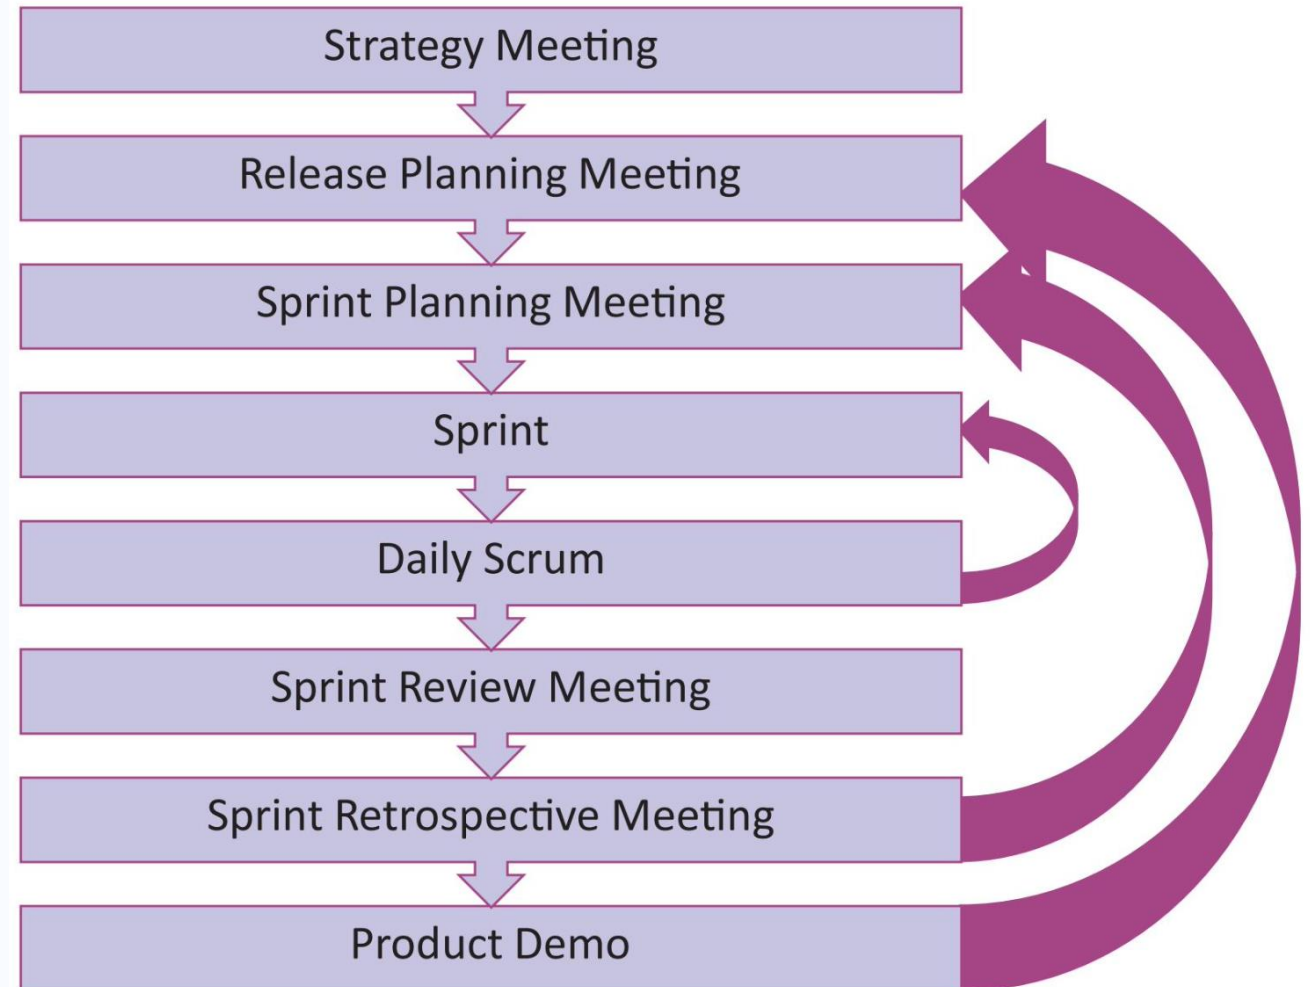 Strategy Meeting
Release Planning Meeting
Sprint Planning Meeting
Sprint
Daily Scrum
Sprint Review Meeting
Sprint Retrospective Meeting
Product Demo